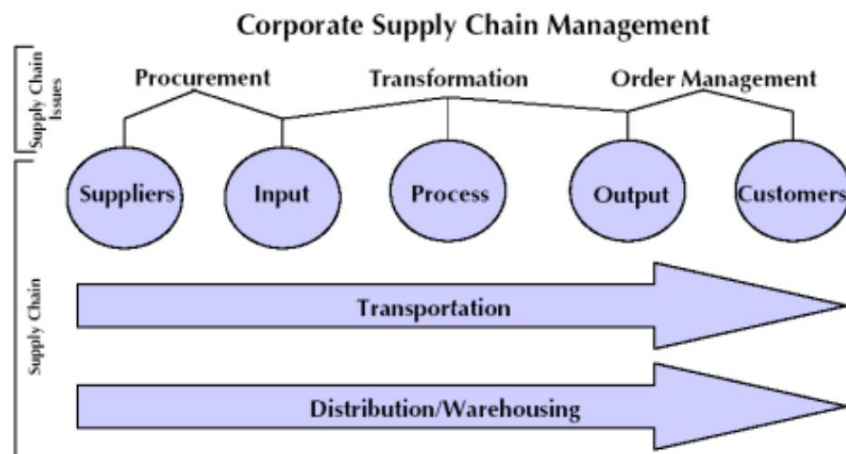 Corporate Supply Chain Management
Supply Chain
Issues
Procurement
Transformation
Order Management
Suppliers
Input
Process
Output
Customers
Supply Chain
Transportation
Distribution/Warehousing